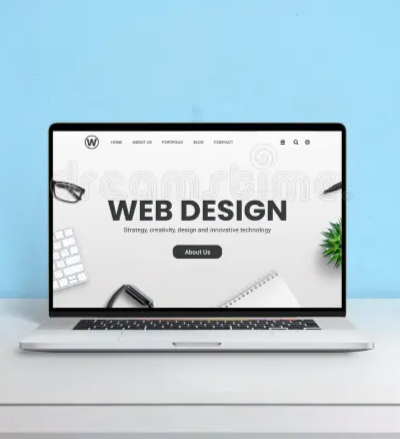 W HOME ABOUT US PORTFOLIO BLOG CONTACT
dreamstime
WEB DESIGN
Strategy, creativity, design and innovative technology
About Us